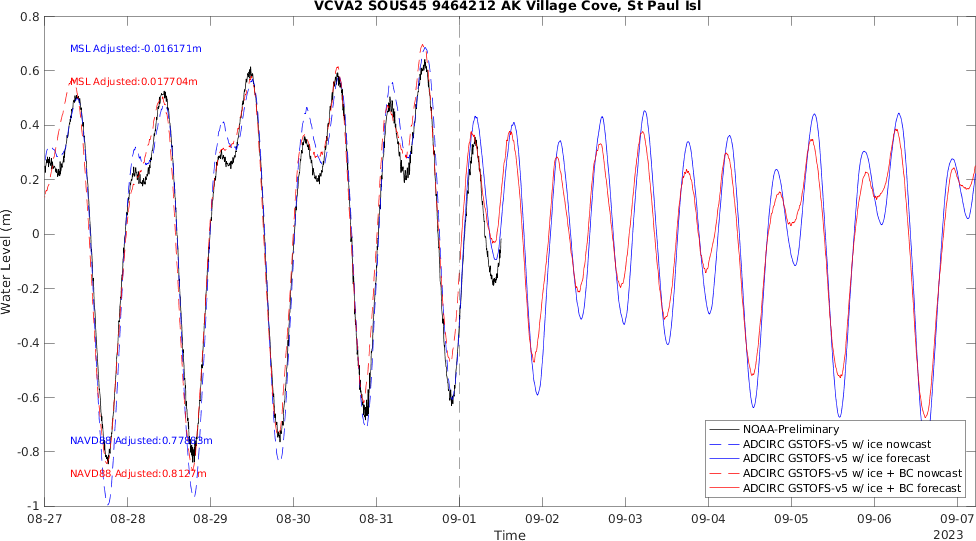 VCVA2 SOUS45 9464212 AK Village Cove, St Paul Isl
0.8
0.6
0.4
0.2
0
-0.2
-0.4
-0.6
-0.8
-1
Water Level (m)
MSL Adjusted:-0.016171m
MSL Adjusted:0.017704m
NAVD88 Adjusted:0.77863m
NAVD88 Adjusted:0.8127m
NOAA-Preliminary
ADCIRC GSTOFS-v5 w/ ice nowcast
ADCIRC GSTOFS-v5 w/ ice forecast
ADCIRC GSTOFS-v5 w/ ice + BC nowcast
ADCIRC GSTOFS-v5 w/ ice + BC forecast
08-27 08-28 08-29 08-30 08-31 09-01 09-02 09-03 09-04 09-05 09-06 09-07
Time
2023